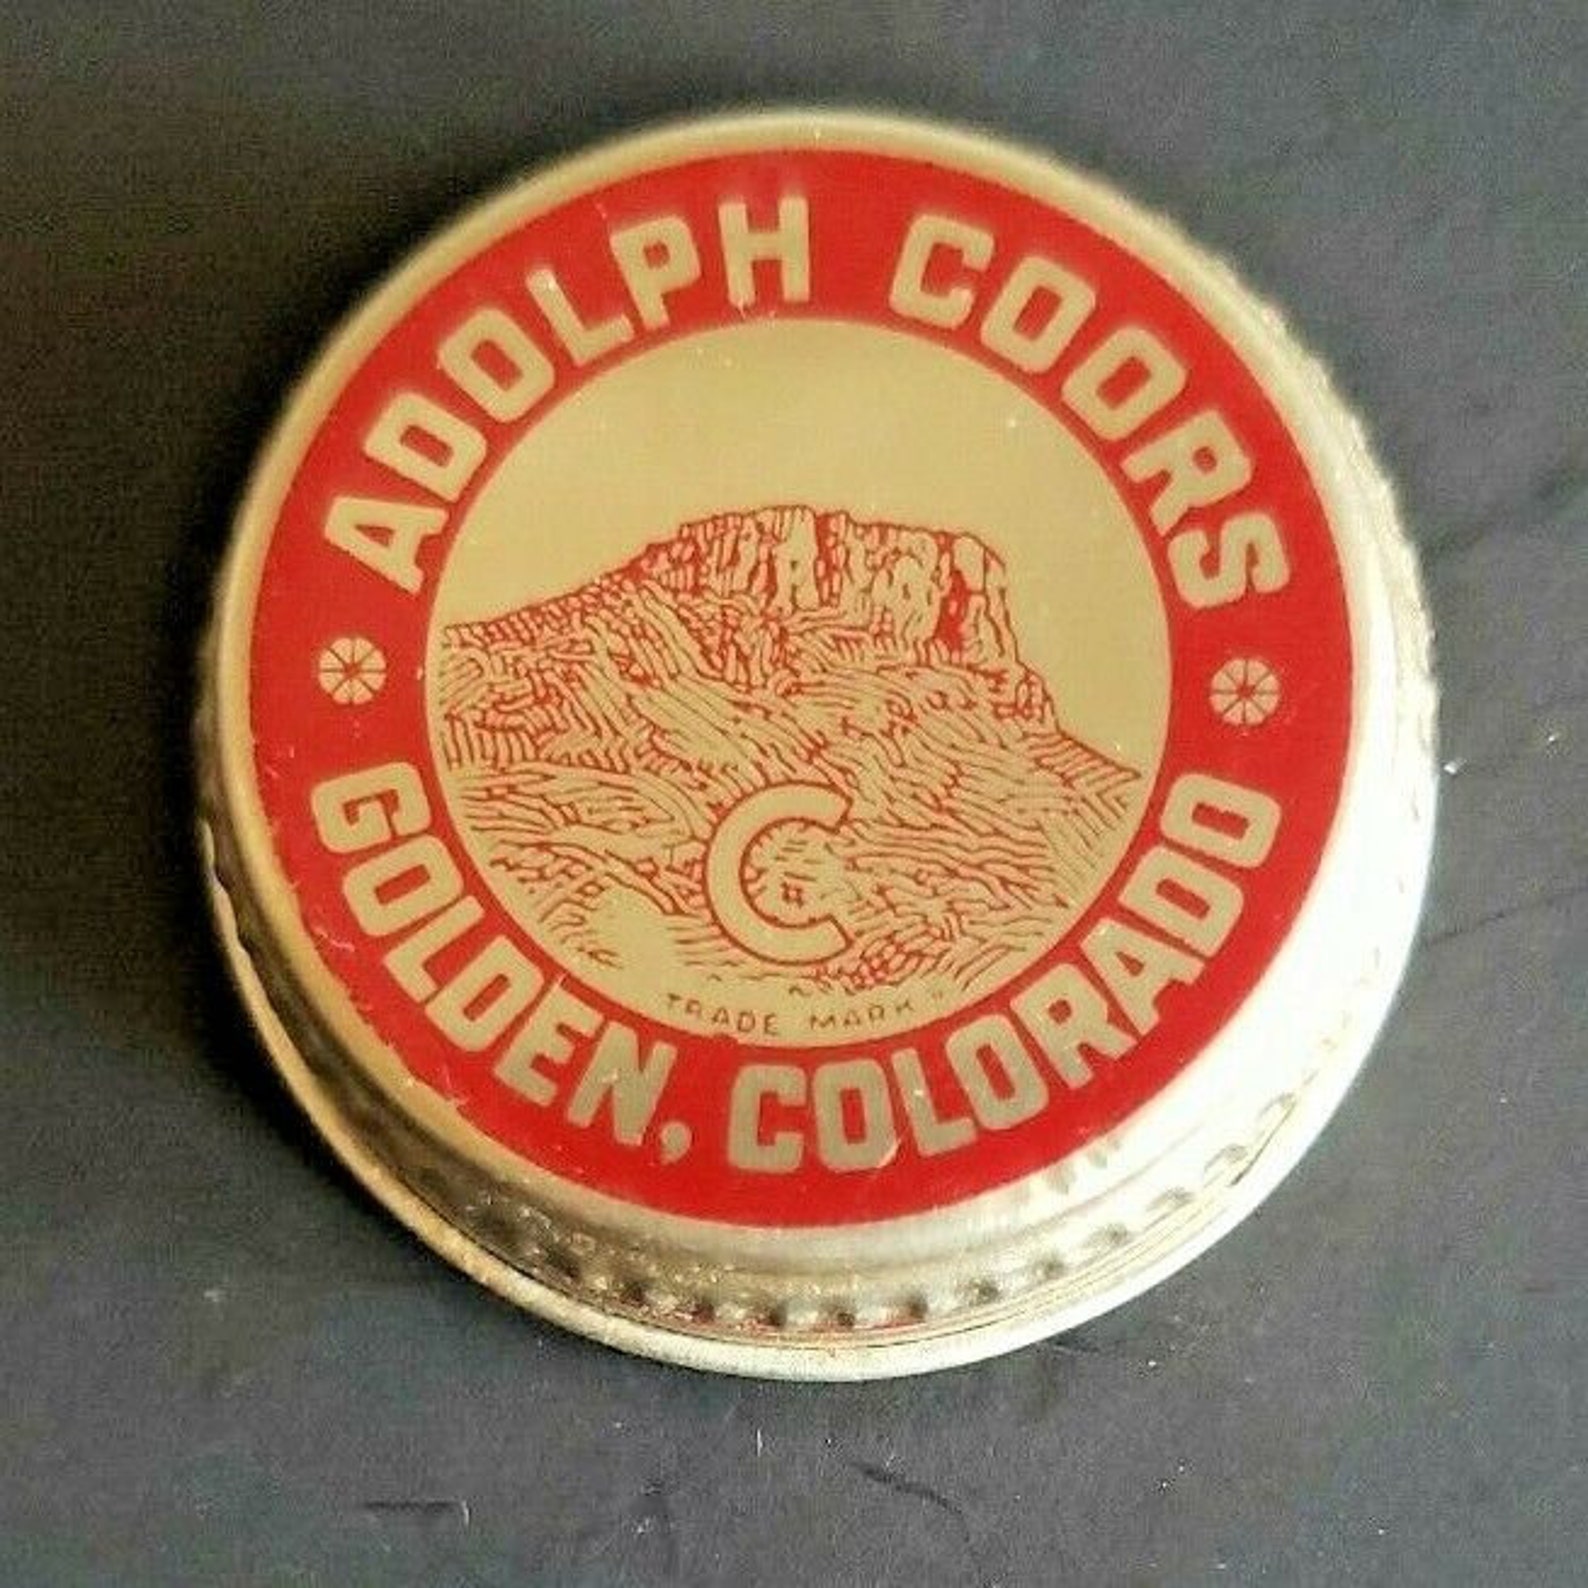 ADOLPH COORS
C
"TRADE MARK"
GOLDEN, COLORADO